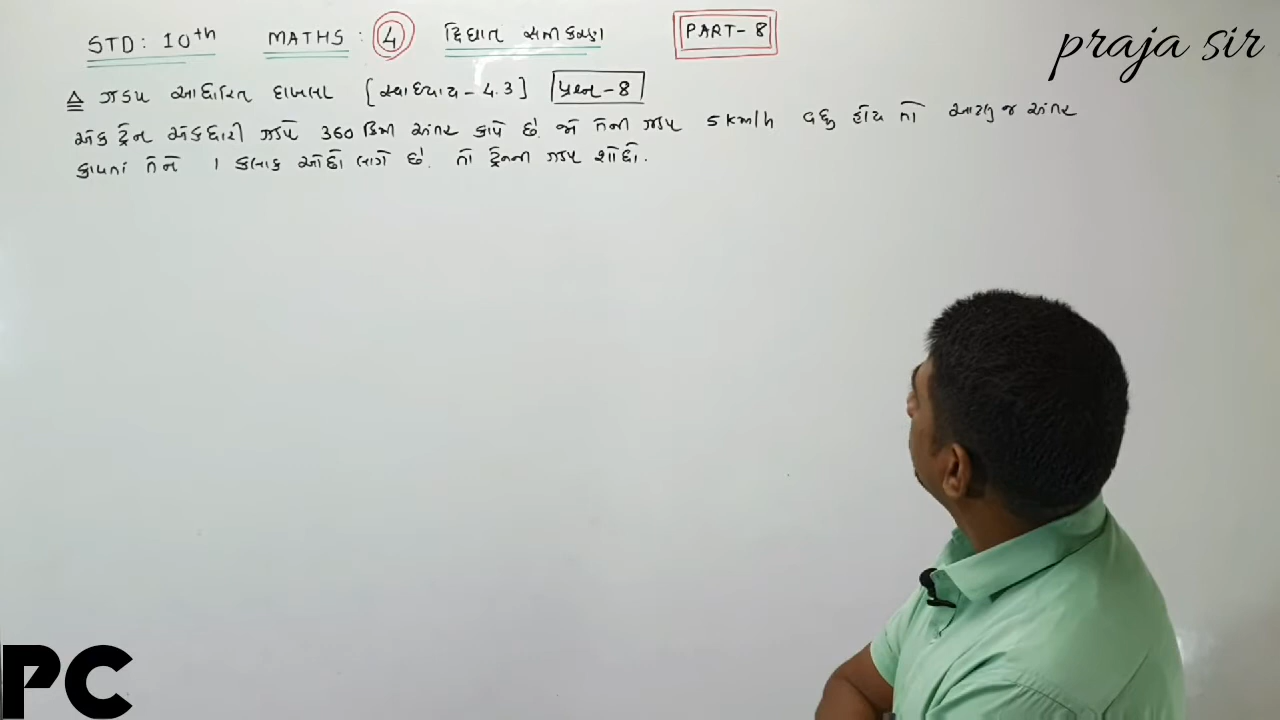 STD: 10th MATHS: 4 દ્વિઘાત સમીકરણ PART-8
praja sir
△ ઝડપ આધારિત દાખલા [સ્વાધ્યાય-4.3] પ્રશ્ન-8
એક ટ્રેન એકધારી ઝડપે 360 કિમી અંતર કાપે છે. જો તેની ઝડપ 5 km/h વધુ હોય તો આટલુ જ અંતર
કાપતાં તેને 1 કલાક ઓછો લાગે છે. તો ટ્રેનની ઝડપ શોધો.
PC